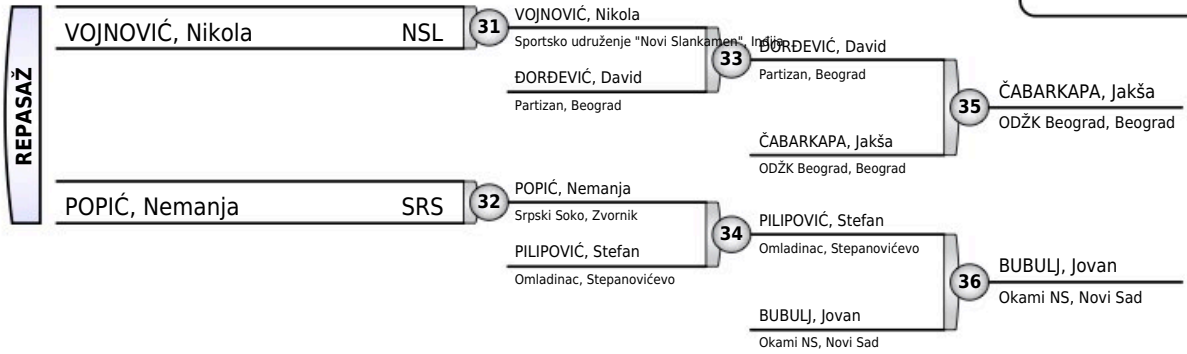 REPASAŽ
VOJNOVIĆ, Nikola NSL
31
VOJNOVIĆ, Nikola
Sportsko udruženje "Novi Slankamen", Inđija
ĐORĐEVIĆ, David
Partizan, Beograd
33
ĐORĐEVIĆ, David
Partizan, Beograd
ČABARKAPA, Jakša
ODŽK Beograd, Beograd
35
ČABARKAPA, Jakša
ODŽK Beograd, Beograd
POPIĆ, Nemanja SRS
32
POPIĆ, Nemanja
Srpski Soko, Zvornik
PILIPOVIĆ, Stefan
Omladinac, Stepanovićevo
34
PILIPOVIĆ, Stefan
Omladinac, Stepanovićevo
BUBULJ, Jovan
Okami NS, Novi Sad
36
BUBULJ, Jovan
Okami NS, Novi Sad